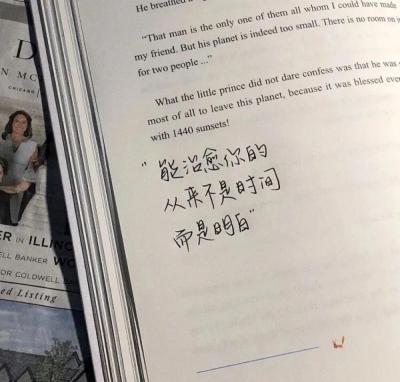 He breathed
"That man is the only one of them all whom I could have made
my friend. But his planet is indeed too small. There is no room on
for two people ..."
What the little prince did not dare confess was that he was
most of all to leave this planet, because it was blessed
with 1440 sunsets!
"能治愈你的
从来不是时间
而是明白"
D
N MC
CHICAGO
ER IN ILLIN
ELL BANKER WO
OR COLDWELL
ed Listing